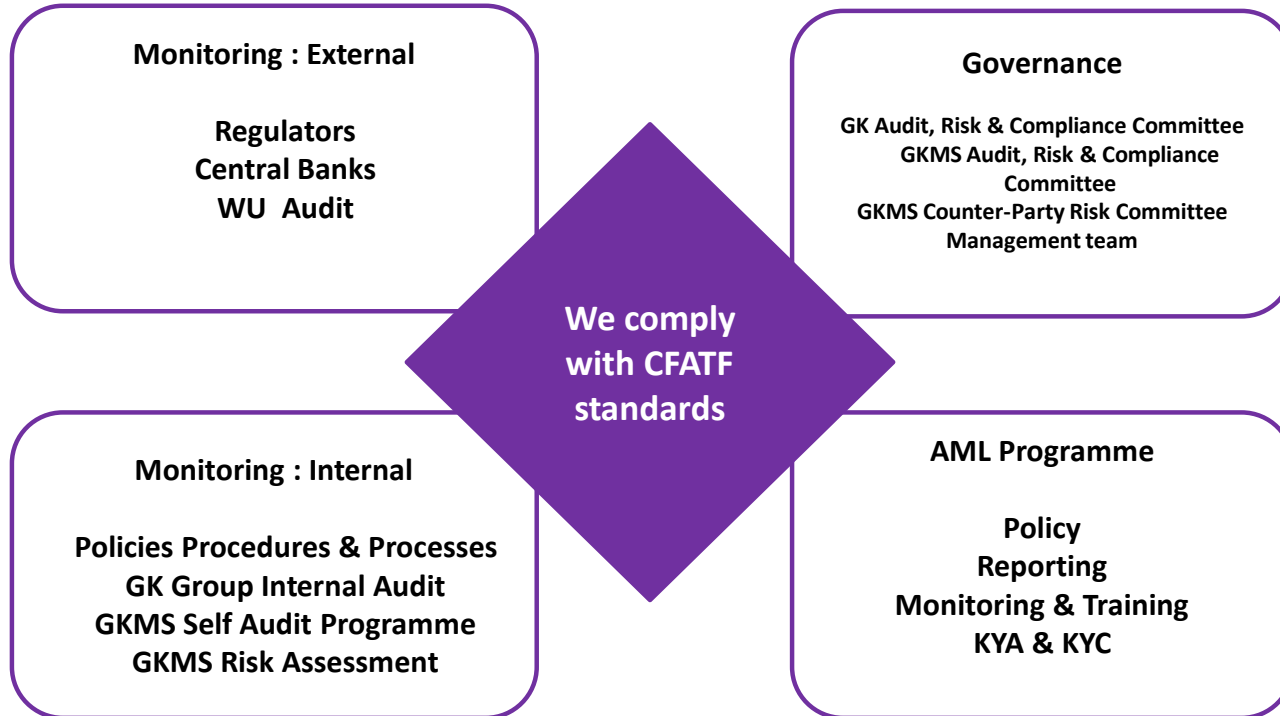 Monitoring : External
Regulators
Central Banks
WU Audit
Governance
GK Audit, Risk & Compliance Committee
GKMS Audit, Risk & Compliance
Committee
GKMS Counter-Party Risk Committee
Management team
We comply
with CFATF
standards
Monitoring : Internal
Policies Procedures & Processes
GK Group Internal Audit
GKMS Self Audit Programme
GKMS Risk Assessment
AML Programme
Policy
Reporting
Monitoring & Training
KYA & KYC